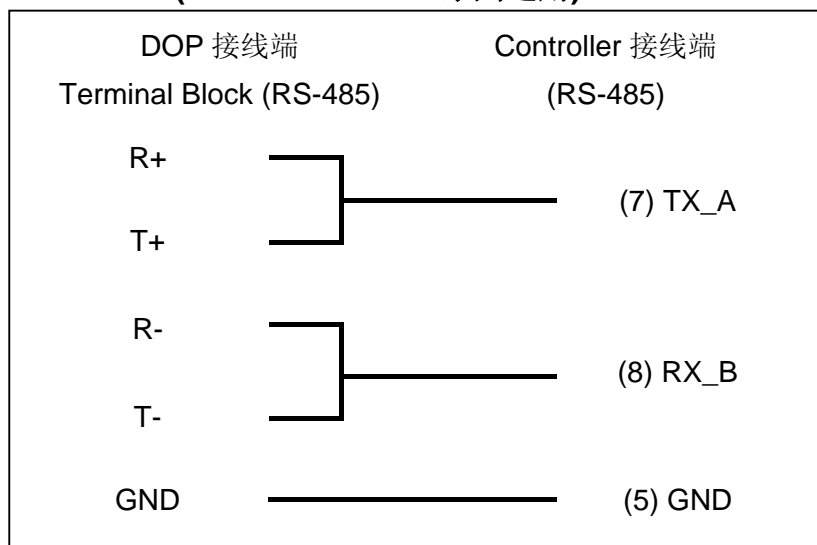 DOP 接线端 Controller 接线端
Terminal Block (RS-485) (RS-485)
R+
(7) TX_A
T+
R-
(8) RX_B
T-
GND (5) GND